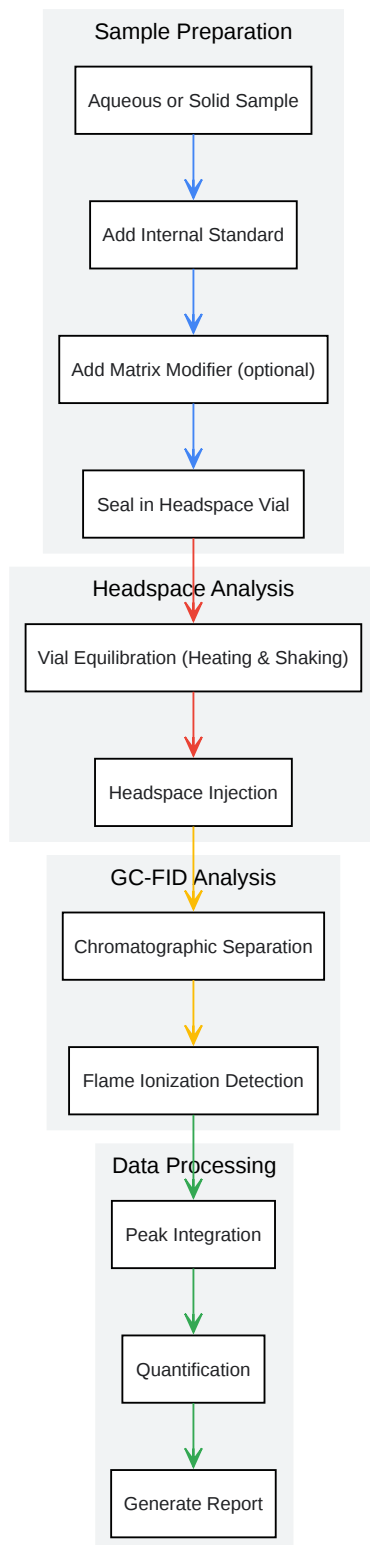 Sample Preparation
Aqueous or Solid Sample
Add Internal Standard
Add Matrix Modifier (optional)
Seal in Headspace Vial
Headspace Analysis
Vial Equilibration (Heating & Shaking)
Headspace Injection
GC-FID Analysis
Chromatographic Separation
Flame Ionization Detection
Data Processing
Peak Integration
Quantification
Generate Report